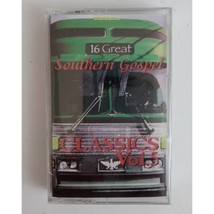 16 Great
Southern Gospel
CLASSICS
Vol.